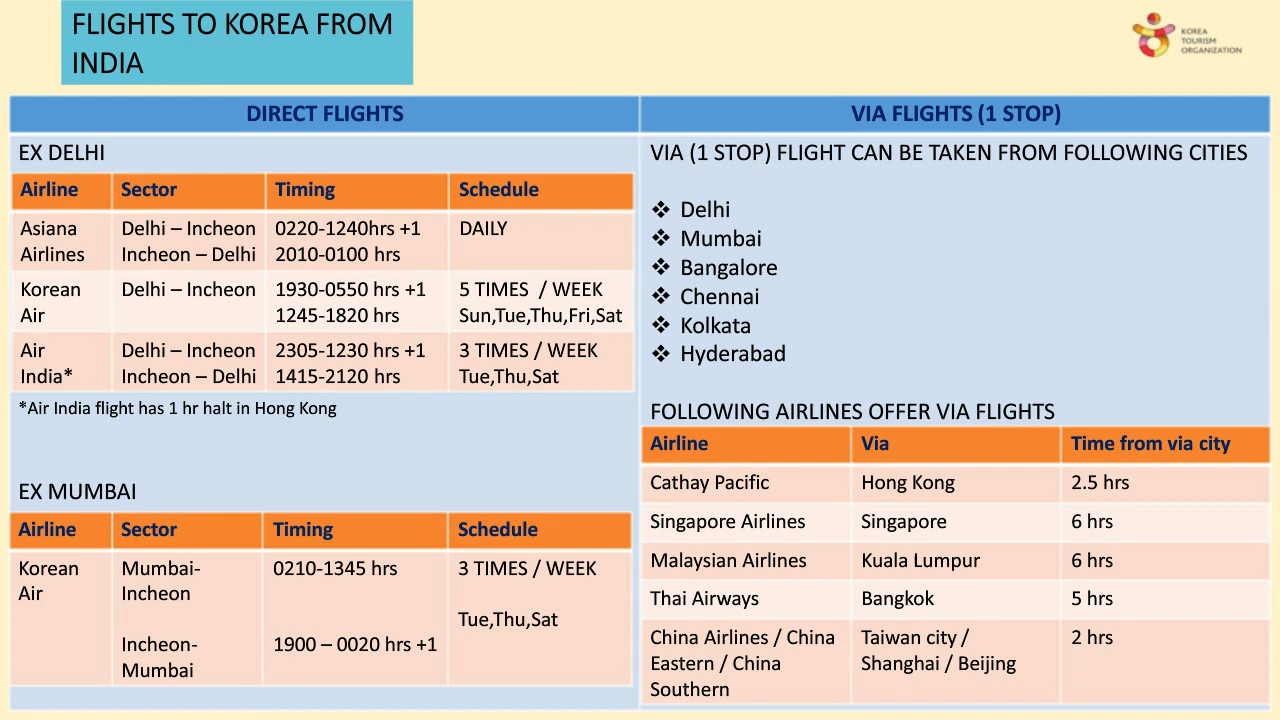 FLIGHTS TO KOREA FROM
INDIA
KOREA
TOURISM
ORGANIZATION
DIRECT FLIGHTS
EX DELHI
Airline Sector Timing Schedule
Asiana Delhi – Incheon 0220-1240hrs +1 DAILY
Airlines Incheon – Delhi 2010-0100 hrs
Korean Delhi – Incheon 1930-0550 hrs +1 5 TIMES / WEEK
Air 1245-1820 hrs Sun,Tue,Thu,Fri,Sat
Air Delhi – Incheon 2305-1230 hrs +1 3 TIMES / WEEK
India* Incheon – Delhi 1415-2120 hrs Tue,Thu,Sat
*Air India flight has 1 hr halt in Hong Kong
EX MUMBAI
Airline Sector Timing Schedule
Korean Mumbai- 0210-1345 hrs 3 TIMES / WEEK
Air Incheon
Tue,Thu,Sat
Incheon- 1900 – 0020 hrs +1
Mumbai
VIA FLIGHTS (1 STOP)
VIA (1 STOP) FLIGHT CAN BE TAKEN FROM FOLLOWING CITIES
❖ Delhi
❖ Mumbai
❖ Bangalore
❖ Chennai
❖ Kolkata
❖ Hyderabad
FOLLOWING AIRLINES OFFER VIA FLIGHTS
Airline Via Time from via city
Cathay Pacific Hong Kong 2.5 hrs
Singapore Airlines Singapore 6 hrs
Malaysian Airlines Kuala Lumpur 6 hrs
Thai Airways Bangkok 5 hrs
China Airlines / China Taiwan city / 2 hrs
Eastern / China Shanghai / Beijing
Southern